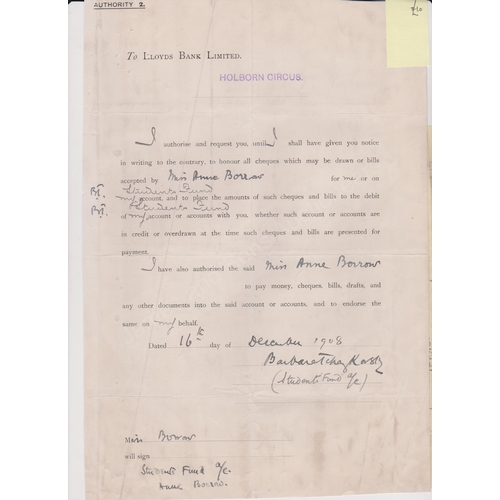 AUTHORITY 2.
£10
To LLOYDS BANK LIMITED.
HOLBORN CIRCUS.
I authorise and request you, until I shall have given you notice
in writing to the contrary, to honour all cheques which may be drawn or bills
accepted by Miss Anne Borrow for me or on
Students Fund
my account, and to place the amounts of such cheques and bills to the debit
Students Fund
of my account or accounts with you, whether such account or accounts are
in credit or overdrawn at the time such cheques and bills are presented for
payment.
I have also authorised the said Miss Anne Borrow
to pay money, cheques, bills, drafts, and
any other documents into the said account or accounts, and to endorse the
same on my behalf.
Dated 16th day of December 1908
(Students Fund a/c)
Miss Borrow
will sign
Students Fund a/c.
Anne Borrow.